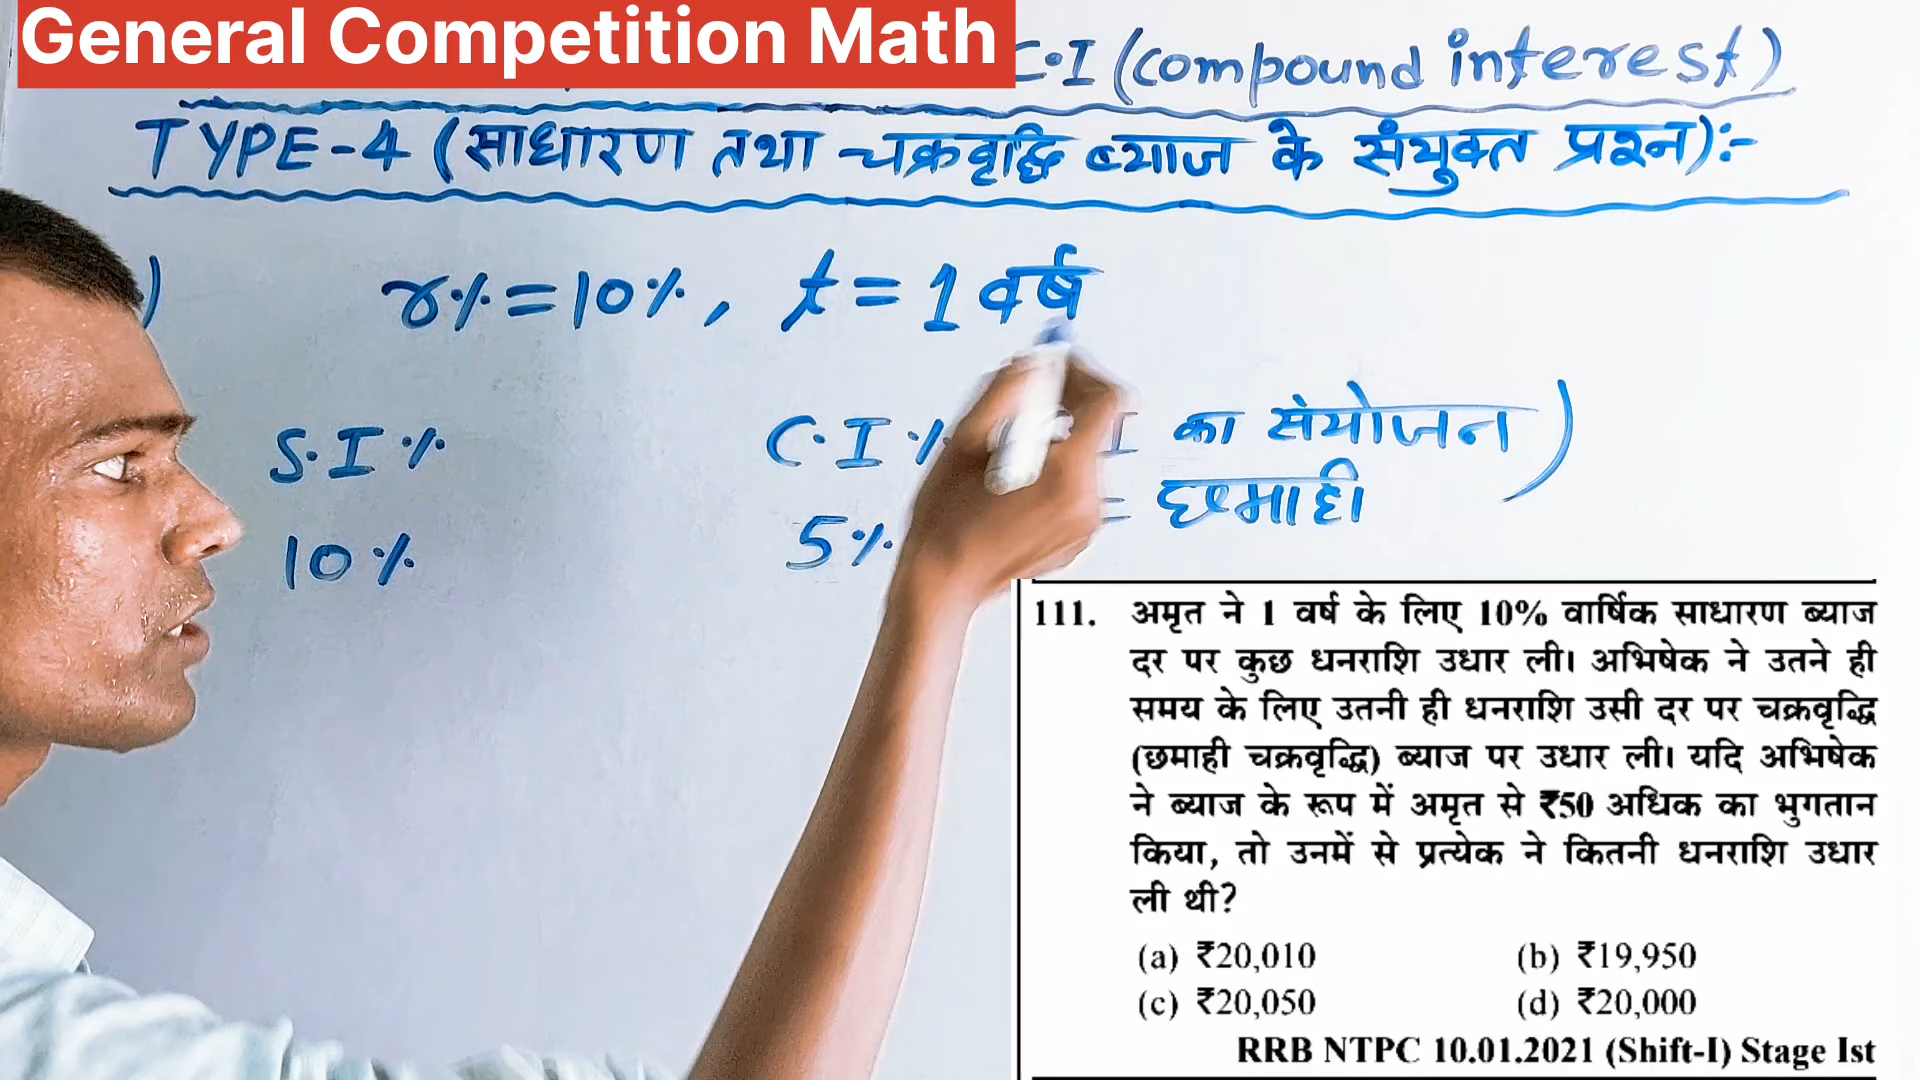 General Competition Math
C.I (compound interest)
TYPE-4 (साधारण तथा चक्रवृद्धि ब्याज के संयुक्त प्रश्न):-
r% = 10%, t = 1 वर्ष
S.I % C.I % I का संयोजन)
= छमाही
10% 5%
111. अमृत ने 1 वर्ष के लिए 10% वार्षिक साधारण ब्याज
दर पर कुछ धनराशि उधार ली। अभिषेक ने उतने ही
समय के लिए उतनी ही धनराशि उसी दर पर चक्रवृद्धि
(छमाही चक्रवृद्धि) ब्याज पर उधार ली। यदि अभिषेक
ने ब्याज के रूप में अमृत से ₹50 अधिक का भुगतान
किया, तो उनमें से प्रत्येक ने कितनी धनराशि उधार
ली थी?
(a) ₹20,010 (b) ₹19,950
(c) ₹20,050 (d) ₹20,000
RRB NTPC 10.01.2021 (Shift-I) Stage Ist